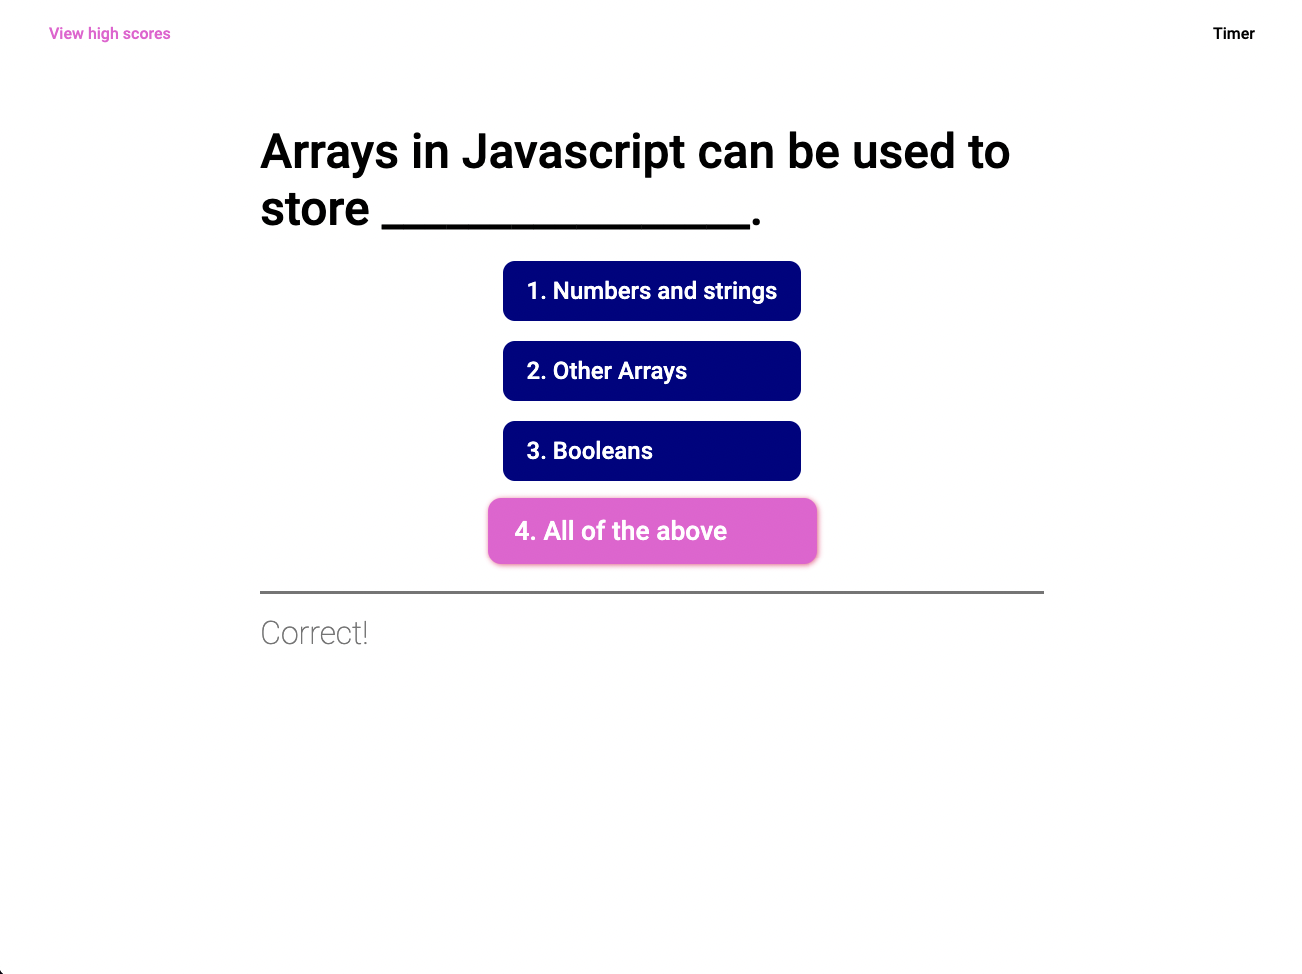 View high scores
Timer
Arrays in Javascript can be used to
store _________________.
1. Numbers and strings
2. Other Arrays
3. Booleans
4. All of the above
Correct!